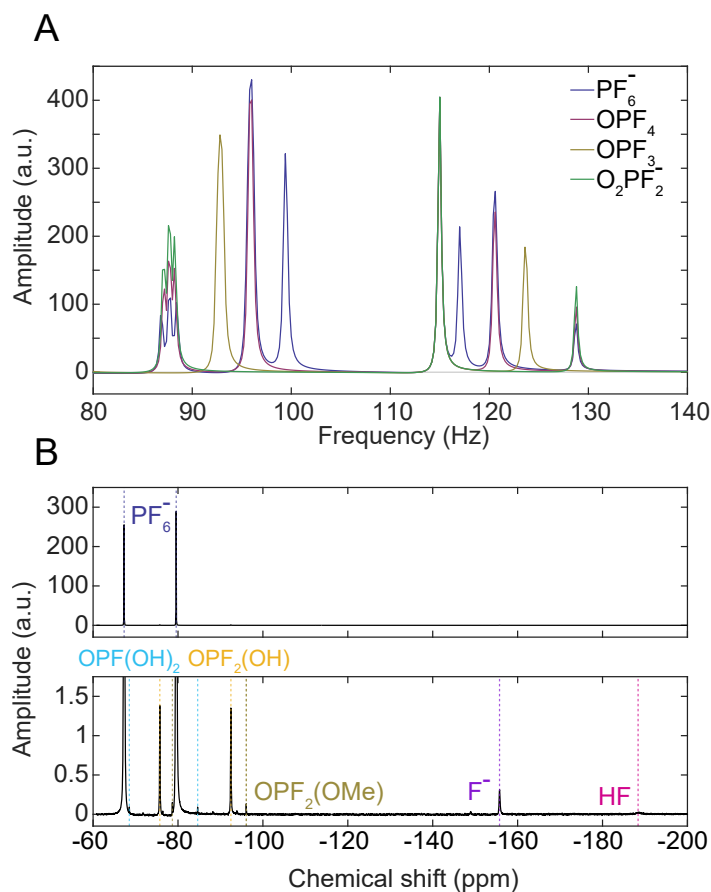 A
Amplitude (a.u.)
400
300
200
100
0
PF₆⁻
OPF₄
OPF₃
O₂PF₂⁻
80 90 100 110 120 130 140
Frequency (Hz)
B
Amplitude (a.u.)
300
200
100
0
PF₆⁻
OPF(OH)₂ OPF₂(OH)
1.5
1
0.5
0
OPF₂(OMe)
F⁻
HF
-60 -80 -100 -120 -140 -160 -180 -200
Chemical shift (ppm)